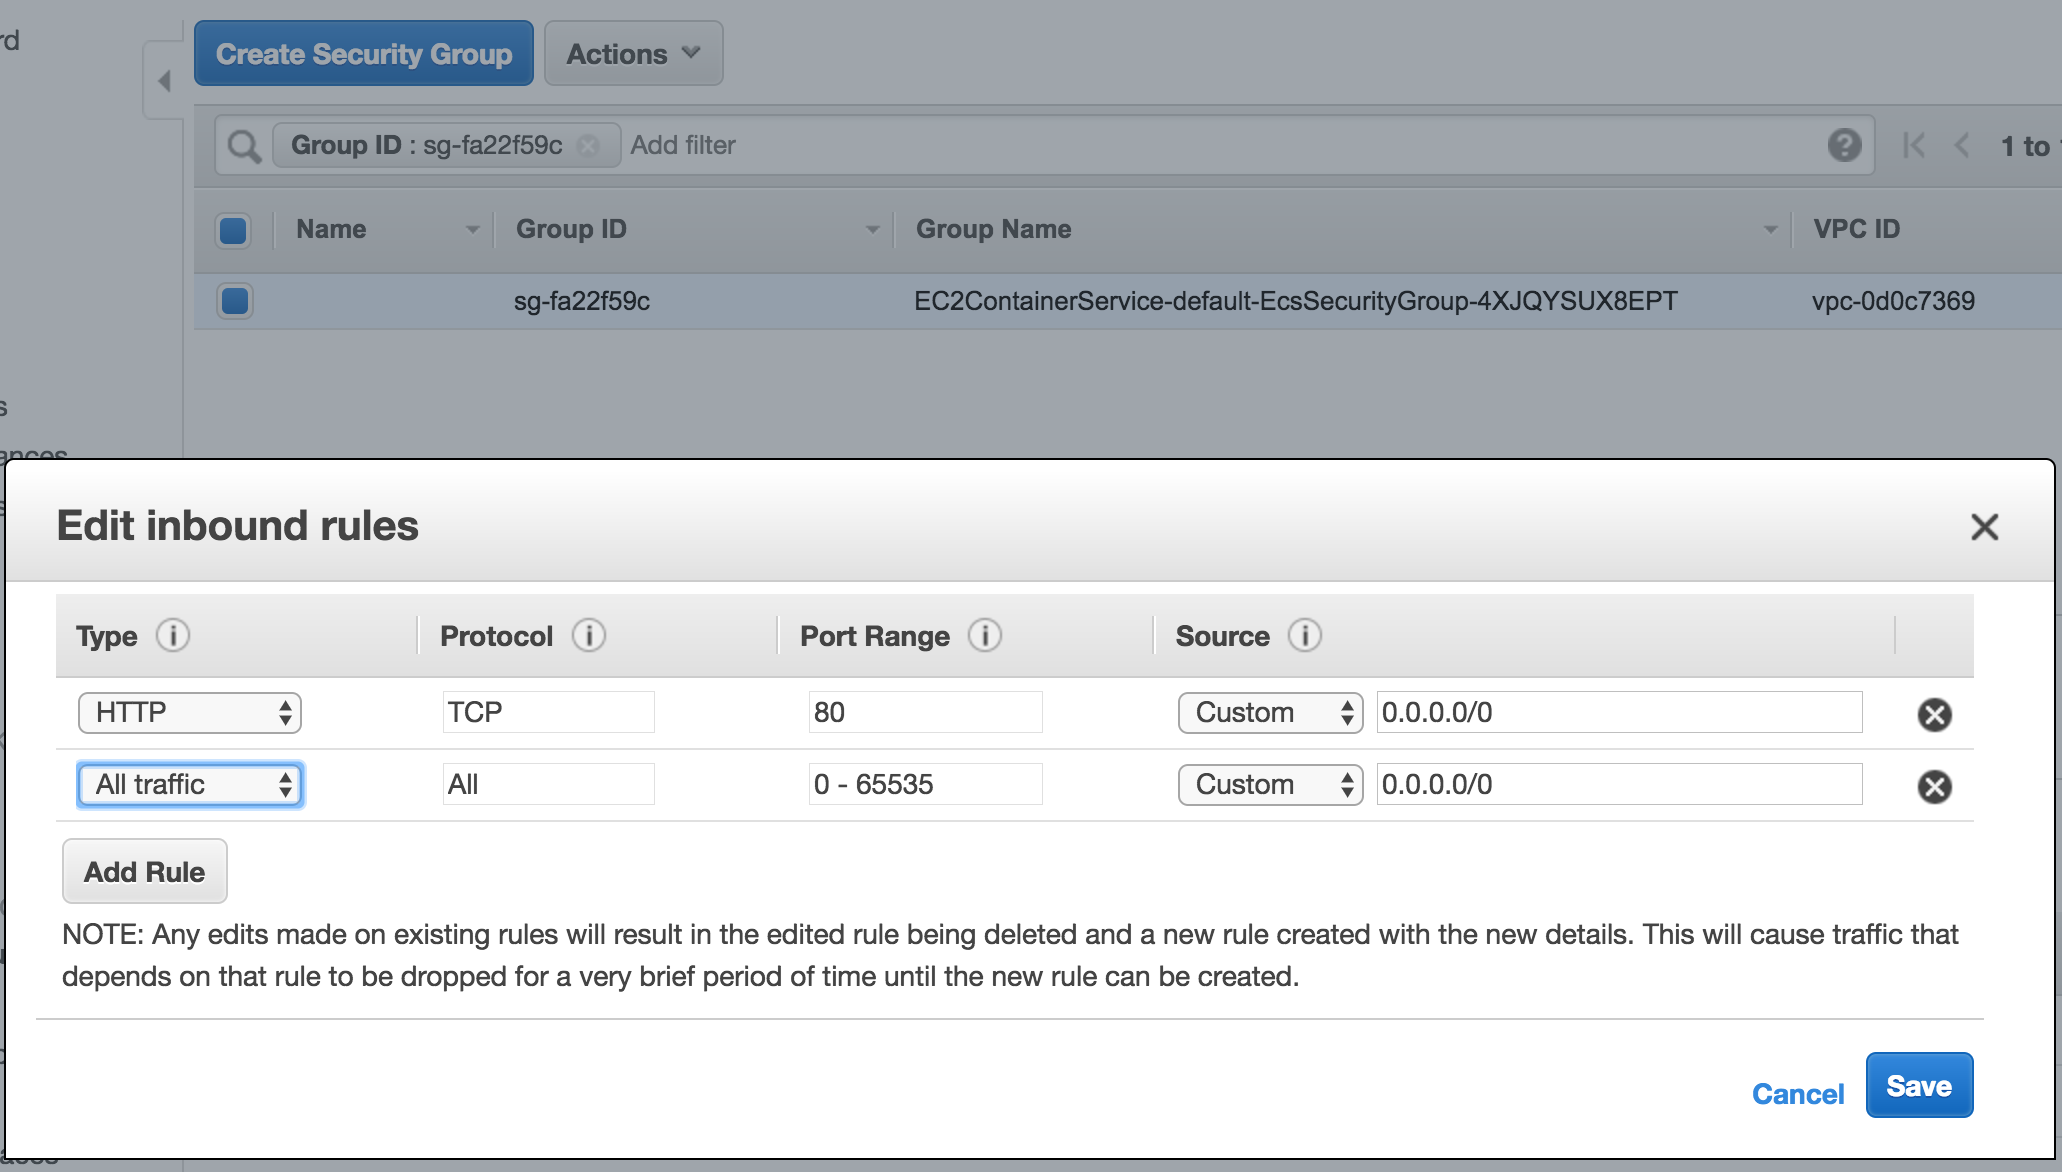 rd
Create Security Group Actions
Group ID : sg-fa22f59c Add filter 1 to
Name Group ID Group Name VPC ID
sg-fa22f59c EC2ContainerService-default-EcsSecurityGroup-4XJQYSUX8EPT vpc-0d0c7369
s
ances
Edit inbound rules
Type Protocol Port Range Source
HTTP TCP 80 Custom 0.0.0.0/0
All traffic All 0 - 65535 Custom 0.0.0.0/0
Add Rule
NOTE: Any edits made on existing rules will result in the edited rule being deleted and a new rule created with the new details. This will cause traffic that
depends on that rule to be dropped for a very brief period of time until the new rule can be created.
Cancel Save